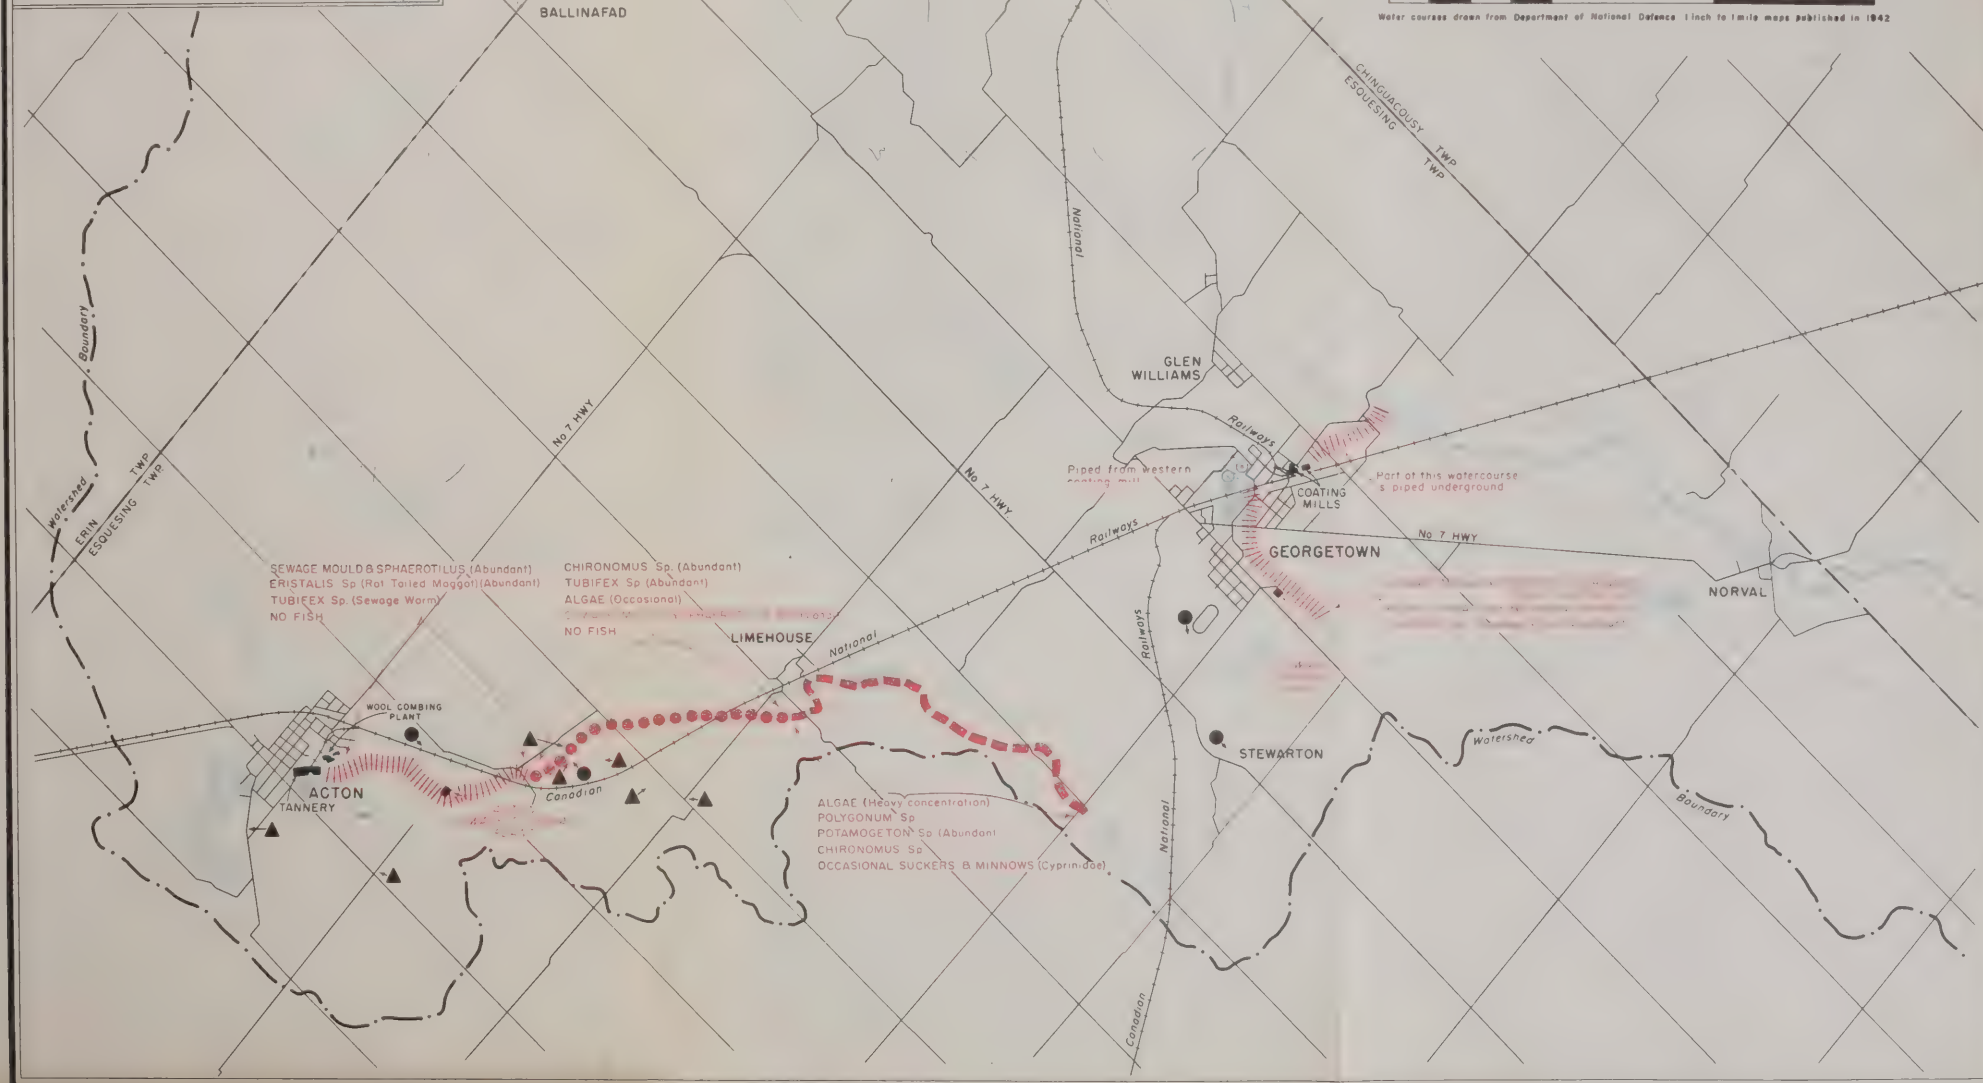 BALLINAFAD
Water courses drawn from Department of National Defence 1 inch to 1 mile maps published in 1942
CHINGUACOUSY TWP
ESQUESING TWP
National
Boundary
GLEN
WILLIAMS
No 7 HWY
Railways
Watershed
ERIN TWP
ESQUESING TWP
No 7 HWY
Piped from western
coating mill
Part of this watercourse
is piped underground
COATING
MILLS
Railways
No 7 HWY
GEORGETOWN
NORVAL
SEWAGE MOULD & SPHAEROTILUS (Abundant)
ERISTALIS Sp (Rat Tailed Maggot) (Abundant)
TUBIFEX Sp. (Sewage Worm)
NO FISH
CHIRONOMUS Sp. (Abundant)
TUBIFEX Sp (Abundant)
ALGAE (Occasional)
NO FISH
LIMEHOUSE
National
Railways
WOOL COMBING
PLANT
ACTON
TANNERY
Canadian
STEWARTON
Watershed
Boundary
ALGAE (Heavy concentration)
POLYGONUM Sp
POTAMOGETON Sp (Abundant
CHIRONOMUS Sp
OCCASIONAL SUCKERS & MINNOWS (Cyprinidae)
National
Canadian